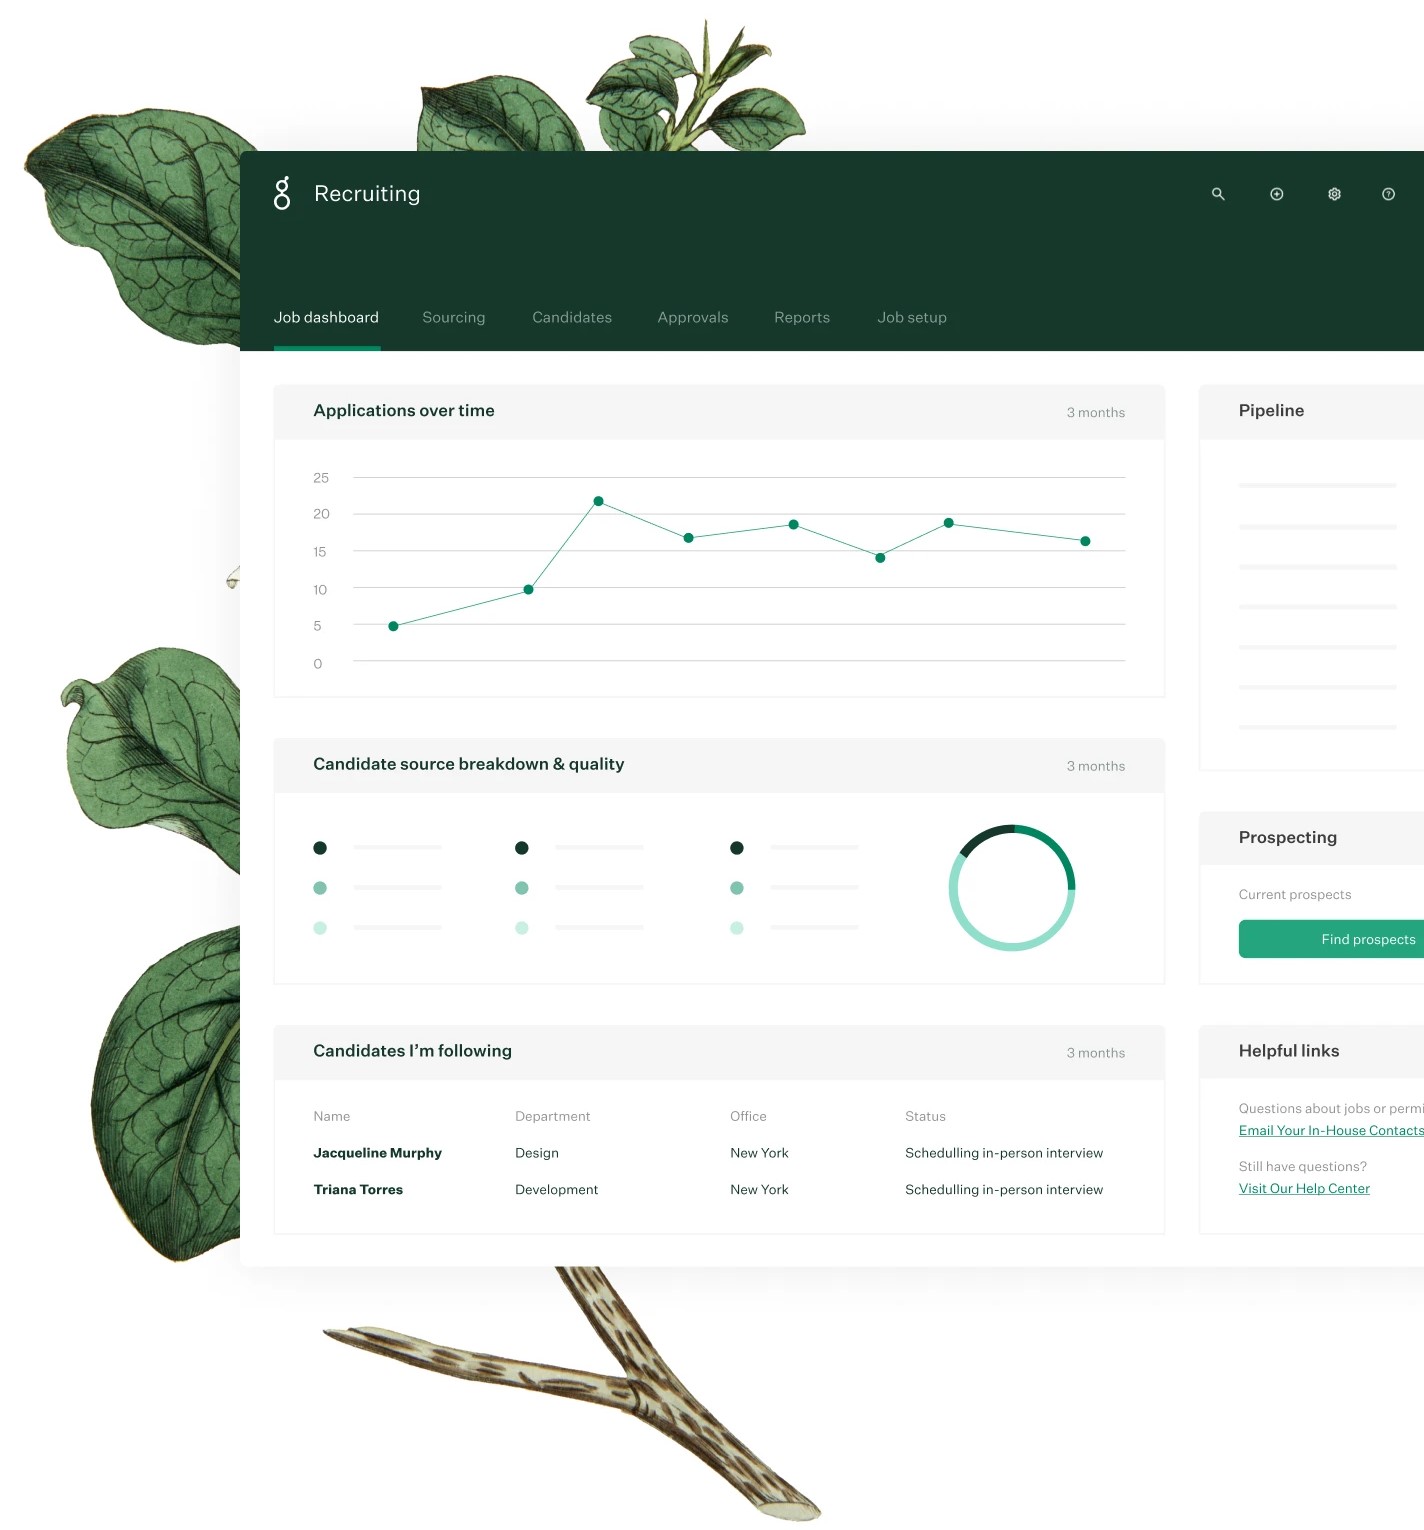 Recruiting
Job dashboard Sourcing Candidates Approvals Reports Job setup
Applications over time 3 months
25
20
15
10
5
0
Pipeline
Candidate source breakdown & quality 3 months
Prospecting
Current prospects
Find prospects
Candidates I’m following 3 months
Name Department Office Status
Jacqueline Murphy Design New York Schedulling in-person interview
Triana Torres Development New York Schedulling in-person interview
Helpful links
Questions about jobs or permi
Email Your In-House Contacts
Still have questions?
Visit Our Help Center